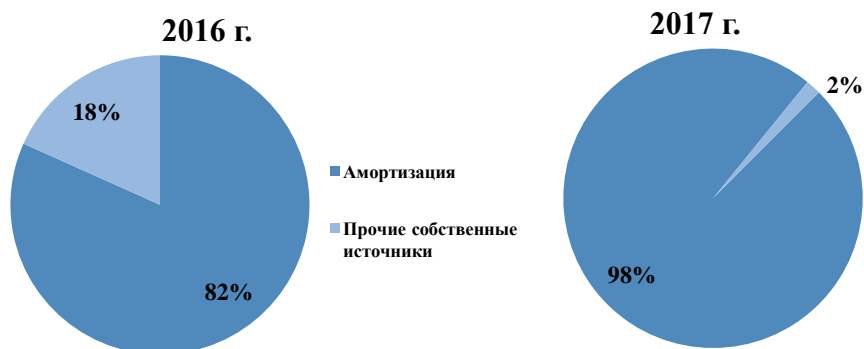 2016 г.
18%
82%
Амортизация
Прочие собственные
источники
2017 г.
2%
98%